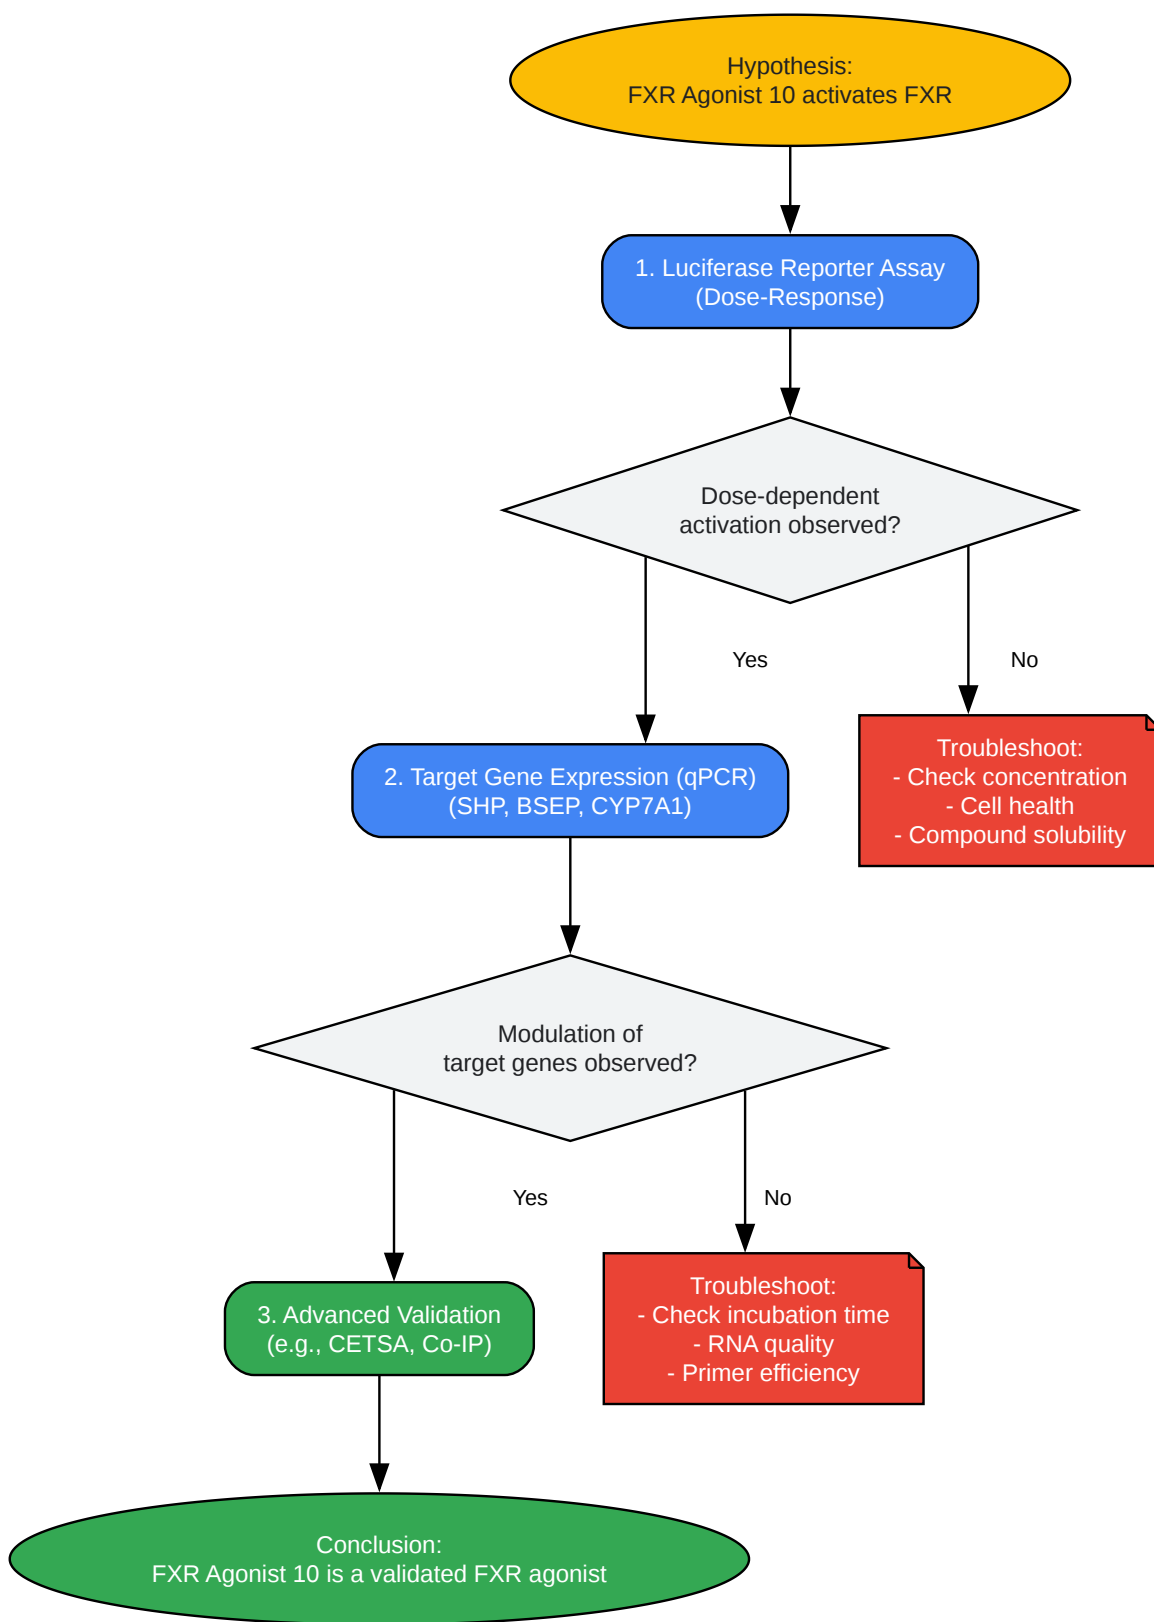 Hypothesis:
FXR Agonist 10 activates FXR
1. Luciferase Reporter Assay
(Dose-Response)
Dose-dependent
activation observed?
Yes
No
2. Target Gene Expression (qPCR)
(SHP, BSEP, CYP7A1)
Troubleshoot:
- Check concentration
- Cell health
- Compound solubility
Modulation of
target genes observed?
Yes
No
3. Advanced Validation
(e.g., CETSA, Co-IP)
Troubleshoot:
- Check incubation time
- RNA quality
- Primer efficiency
Conclusion:
FXR Agonist 10 is a validated FXR agonist